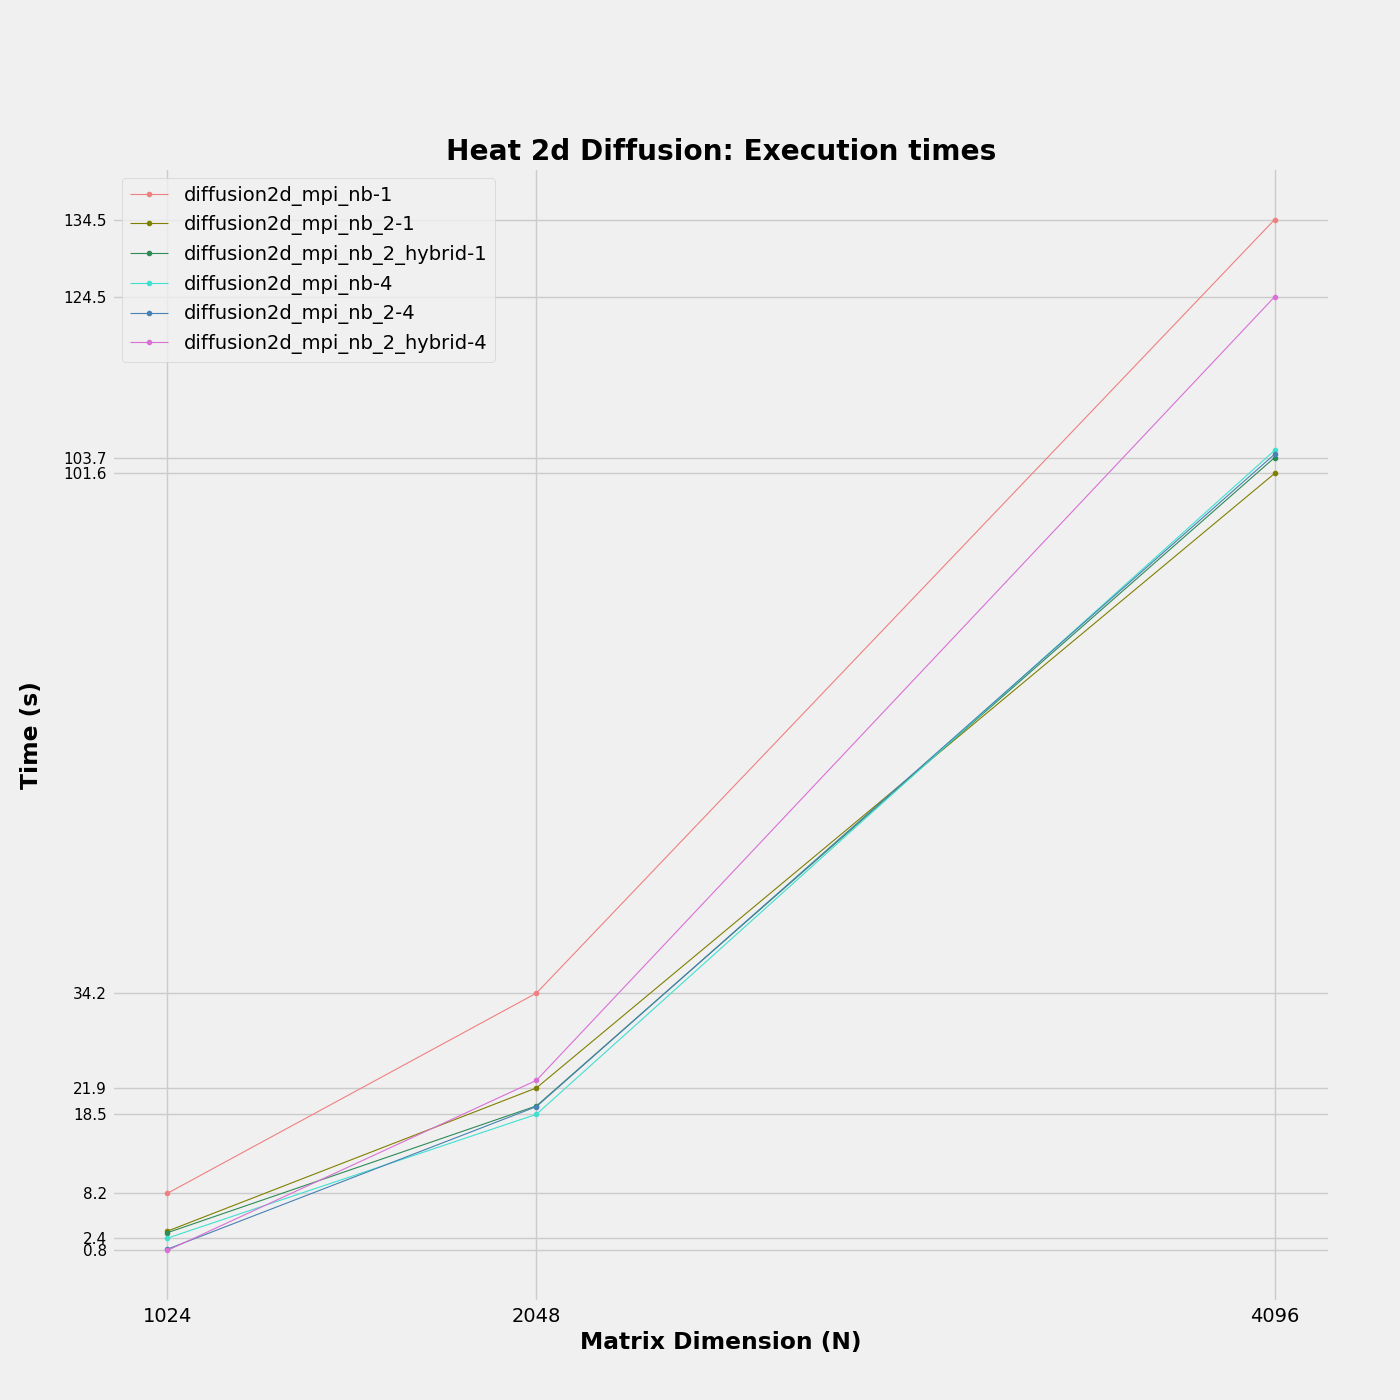 Heat 2d Diffusion: Execution times
diffusion2d_mpi_nb-1
diffusion2d_mpi_nb_2-1
diffusion2d_mpi_nb_2_hybrid-1
diffusion2d_mpi_nb-4
diffusion2d_mpi_nb_2-4
diffusion2d_mpi_nb_2_hybrid-4
134.5
124.5
103.7
101.6
34.2
21.9
18.5
8.2
2.4
0.8
Time (s)
1024 2048 4096
Matrix Dimension (N)